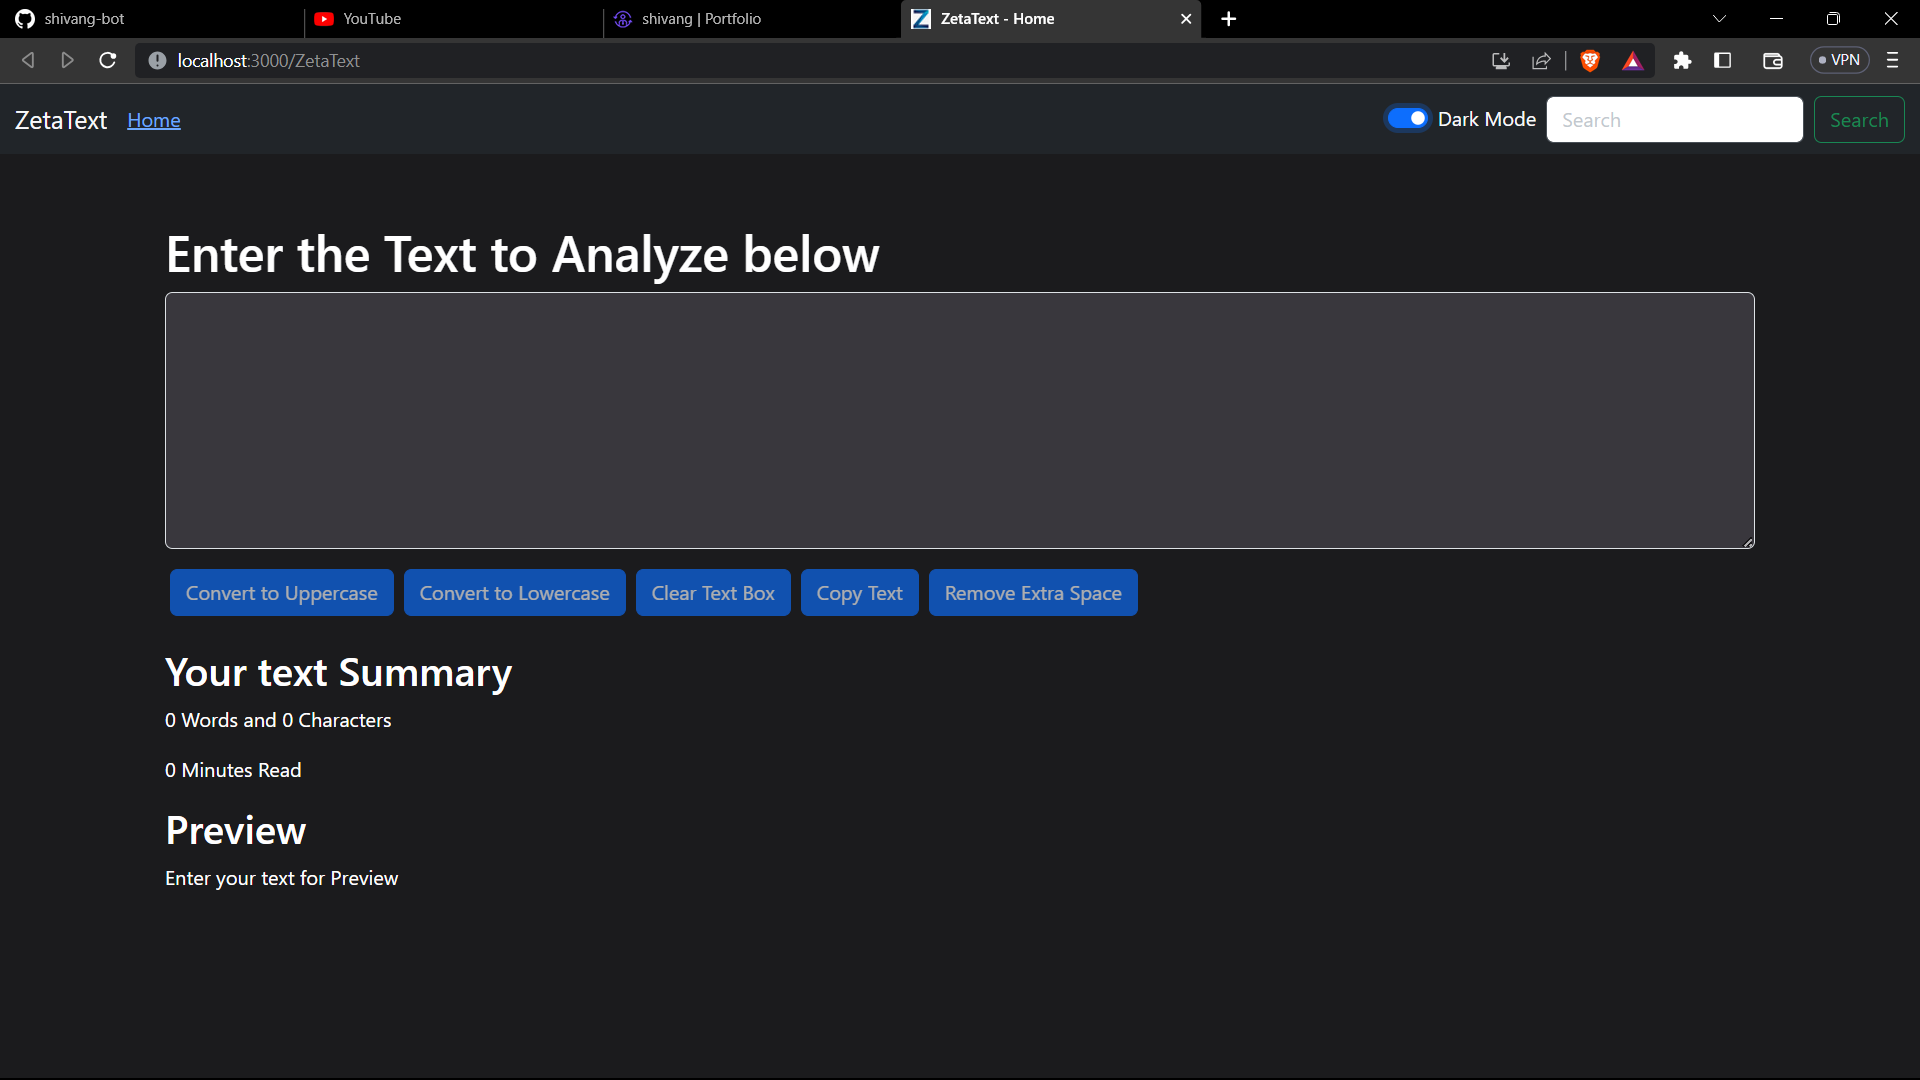 shivang-bot
YouTube
shivang | Portfolio
ZetaText - Home
localhost:3000/ZetaText
VPN
ZetaText
Home
Dark Mode
Search
Search
Enter the Text to Analyze below
Convert to Uppercase
Convert to Lowercase
Clear Text Box
Copy Text
Remove Extra Space
Your text Summary
0 Words and 0 Characters
0 Minutes Read
Preview
Enter your text for Preview